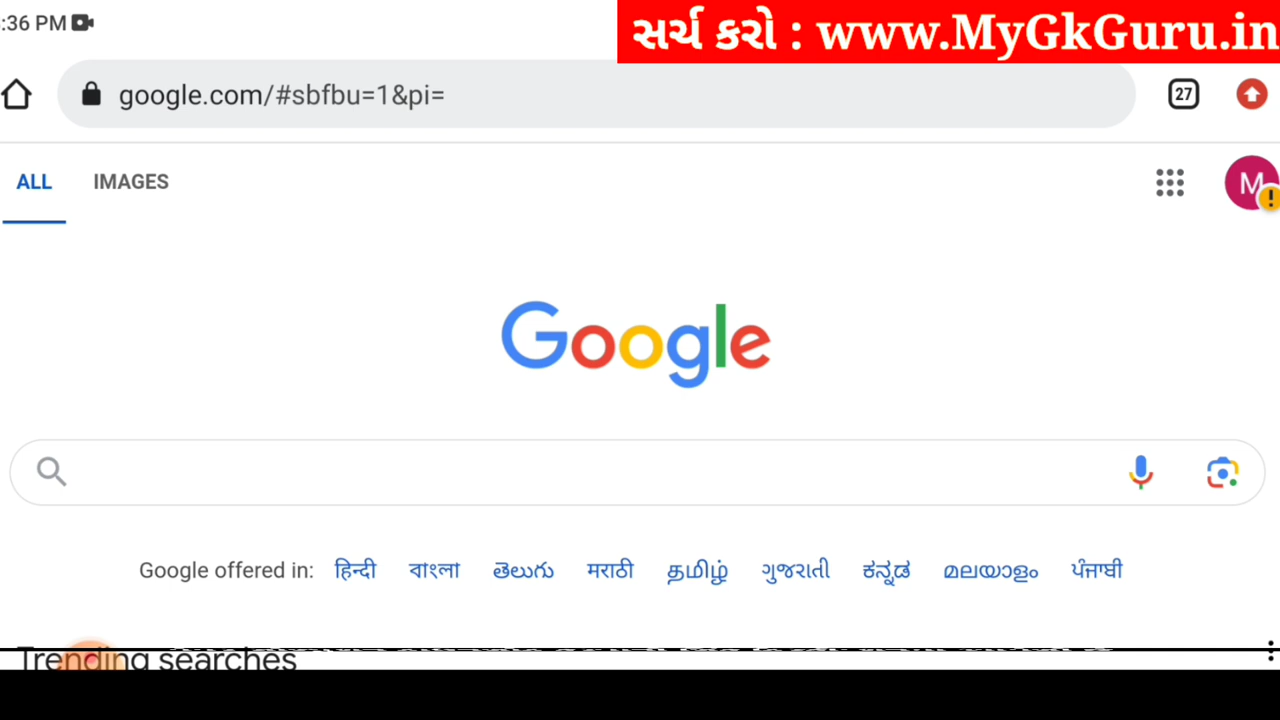 :36 PM
સર્ચ કરો : www.MyGkGuru.in
google.com/#sbfbu=1&pi=
27
ALL IMAGES
M
!
Google
Google offered in: हिन्दी বাংলা తెలుగు मराठी தமிழ் ગુજરાતી ಕನ್ನಡ മലയാളം ਪੰਜਾਬੀ
Trending searches